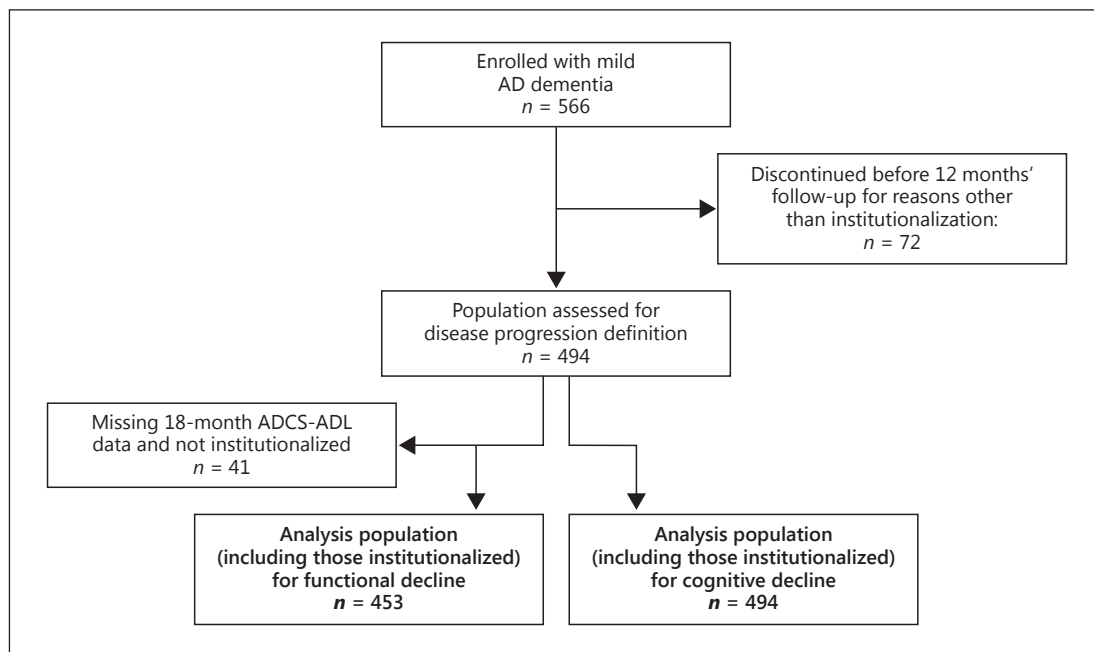 Enrolled with mild
AD dementia
n = 566
Discontinued before 12 months’
follow-up for reasons other
than institutionalization:
n = 72
Population assessed for
disease progression definition
n = 494
Missing 18-month ADCS-ADL
data and not institutionalized
n = 41
Analysis population
(including those institutionalized)
for functional decline
n = 453
Analysis population
(including those institutionalized)
for cognitive decline
n = 494